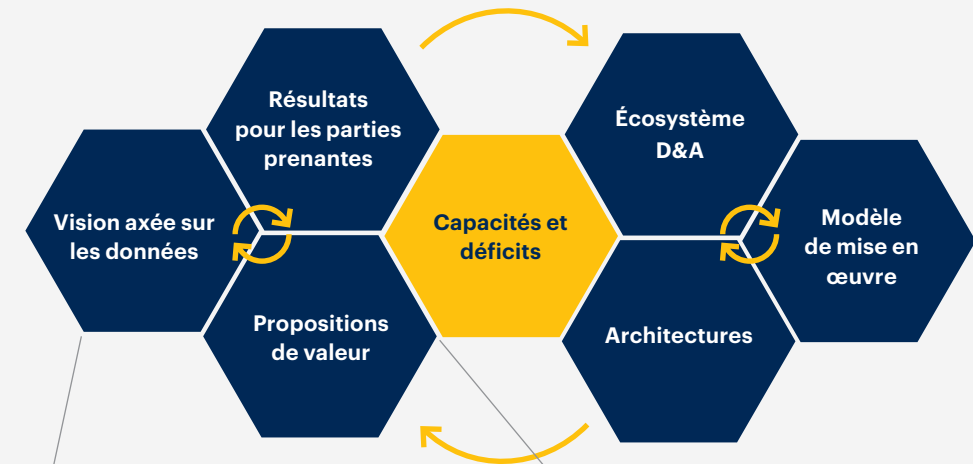 Résultats
pour les parties
prenantes
Écosystème
D&A
Vision axée sur
les données
Capacités et
déficits
Modèle
de mise en
œuvre
Propositions
de valeur
Architectures